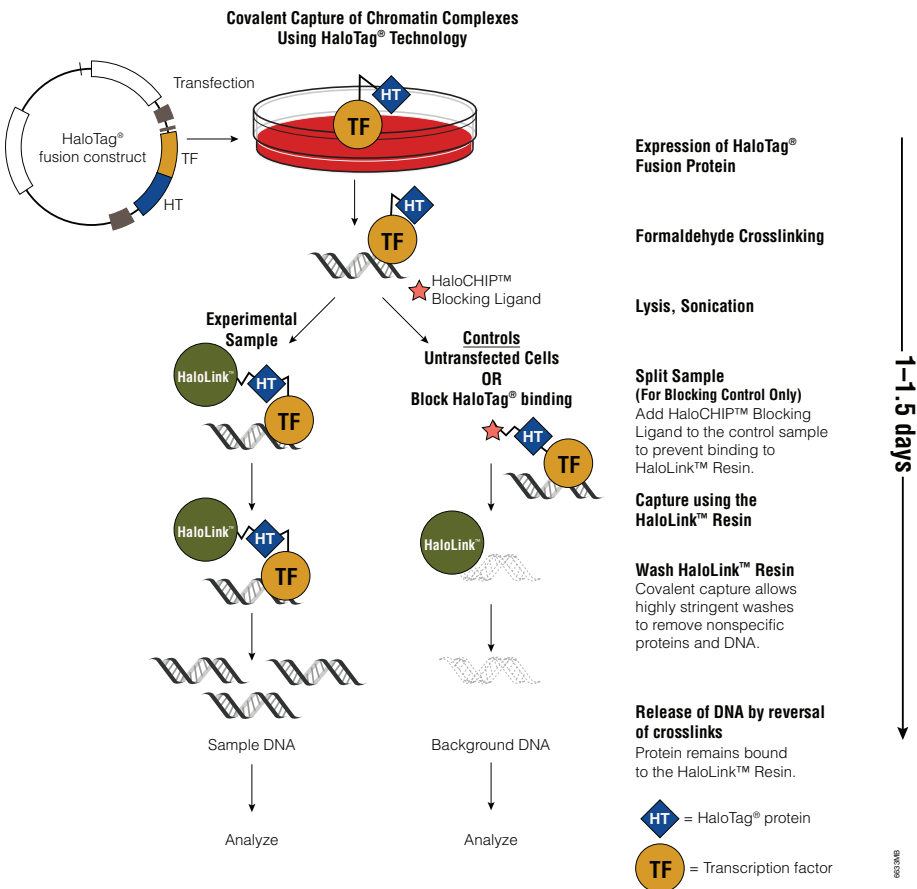 Covalent Capture of Chromatin Complexes
Using HaloTag® Technology
Transfection
HaloTag®
fusion construct
TF
HT
HT
TF
Expression of HaloTag®
Fusion Protein
HT
TF
Formaldehyde Crosslinking
HaloCHIP™
Blocking Ligand
Lysis, Sonication
Experimental
Sample
Controls
Untransfected Cells
OR
Block HaloTag® binding
HaloLink™
HT
TF
HT
TF
Split Sample
(For Blocking Control Only)
Add HaloCHIP™ Blocking
Ligand to the control sample
to prevent binding to
HaloLink™ Resin.
1–1.5 days
Capture using the
HaloLink™ Resin
HaloLink™
HT
TF
HaloLink™
Wash HaloLink™ Resin
Covalent capture allows
highly stringent washes
to remove nonspecific
proteins and DNA.
Sample DNA
Background DNA
Release of DNA by reversal
of crosslinks
Protein remains bound
to the HaloLink™ Resin.
Analyze
Analyze
HT = HaloTag® protein
TF = Transcription factor
6633MB